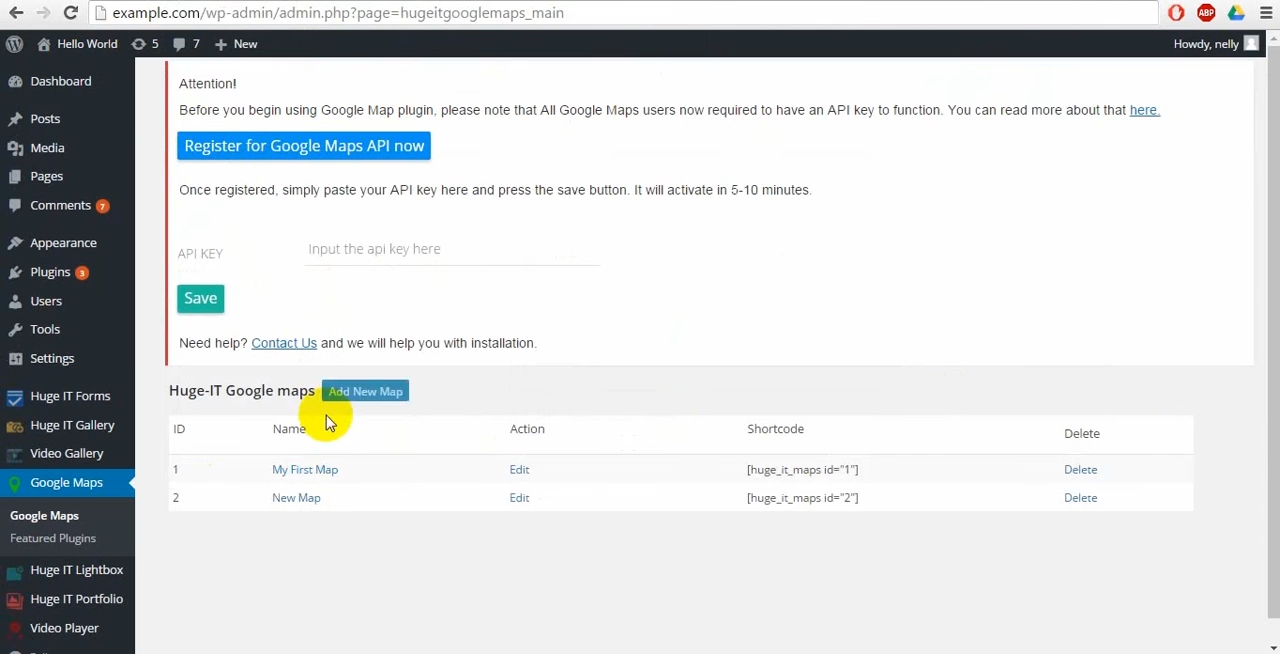 example.com/wp-admin/admin.php?page=hugeitgooglemaps_main
ABP
Hello World 5 7 New
Howdy, nelly
Dashboard
Posts
Media
Pages
Comments 7
Appearance
Plugins 3
Users
Tools
Settings
Huge IT Forms
Huge IT Gallery
Video Gallery
Google Maps
Google Maps
Featured Plugins
Huge IT Lightbox
Huge IT Portfolio
Video Player
Attention!
Before you begin using Google Map plugin, please note that All Google Maps users now required to have an API key to function. You can read more about that here.
Register for Google Maps API now
Once registered, simply paste your API key here and press the save button. It will activate in 5-10 minutes.
API KEY Input the api key here
Save
Need help? Contact Us and we will help you with installation.
Huge-IT Google maps Add New Map
ID Name Action Shortcode Delete
1 My First Map Edit [huge_it_maps id="1"] Delete
2 New Map Edit [huge_it_maps id="2"] Delete